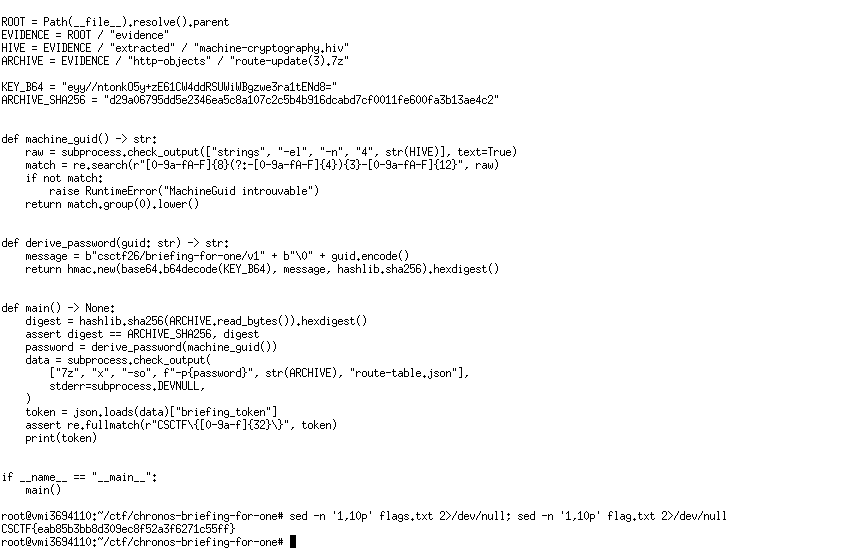 ROOT = Path(__file__).resolve().parent
EVIDENCE = ROOT / "evidence"
HIVE = EVIDENCE / "extracted" / "machine-cryptography.hiv"
ARCHIVE = EVIDENCE / "http-objects" / "route-update(3).7z"

KEY_B64 = "eyy//ntonkO5y+zE61CW4ddRSUWiWBgzwe3ra1tENd8="
ARCHIVE_SHA256 = "d29a06795dd5e2346ea5c8a107c2c5b4b916dcabd7cf0011fe600fa3b13ae4c2"


def machine_guid() -> str:
    raw = subprocess.check_output(["strings", "-el", "-n", "4", str(HIVE)], text=True)
    match = re.search(r"[0-9a-fA-F]{8}(?:-[0-9a-fA-F]{4}){3}-[0-9a-fA-F]{12}", raw)
    if not match:
        raise RuntimeError("MachineGuid introuvable")
    return match.group(0).lower()


def derive_password(guid: str) -> str:
    message = b"csctf26/briefing-for-one/v1" + b"\0" + guid.encode()
    return hmac.new(base64.b64decode(KEY_B64), message, hashlib.sha256).hexdigest()


def main() -> None:
    digest = hashlib.sha256(ARCHIVE.read_bytes()).hexdigest()
    assert digest == ARCHIVE_SHA256, digest
    password = derive_password(machine_guid())
    data = subprocess.check_output(
        ["7z", "x", "-so", f"-p{password}", str(ARCHIVE), "route-table.json"],
        stderr=subprocess.DEVNULL,
    )
    token = json.loads(data)["briefing_token"]
    assert re.fullmatch(r"CSCTF\{[0-9a-f]{32}\}", token)
    print(token)


if __name__ == "__main__":
    main()

root@vmi3694110:~/ctf/chronos-briefing-for-one# sed -n '1,10p' flags.txt 2>/dev/null; sed -n '1,10p' flag.txt 2>/dev/null
CSCTF{eab85b3bb8d309ec8f52a3f6271c55ff}
root@vmi3694110:~/ctf/chronos-briefing-for-one#